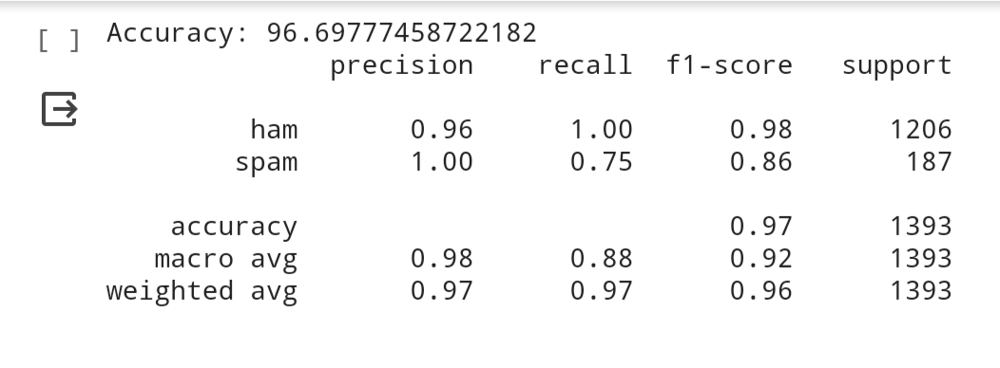 [ ] Accuracy: 96.69777458722182
precision recall f1-score support
ham 0.96 1.00 0.98 1206
spam 1.00 0.75 0.86 187
accuracy 0.97 1393
macro avg 0.98 0.88 0.92 1393
weighted avg 0.97 0.97 0.96 1393